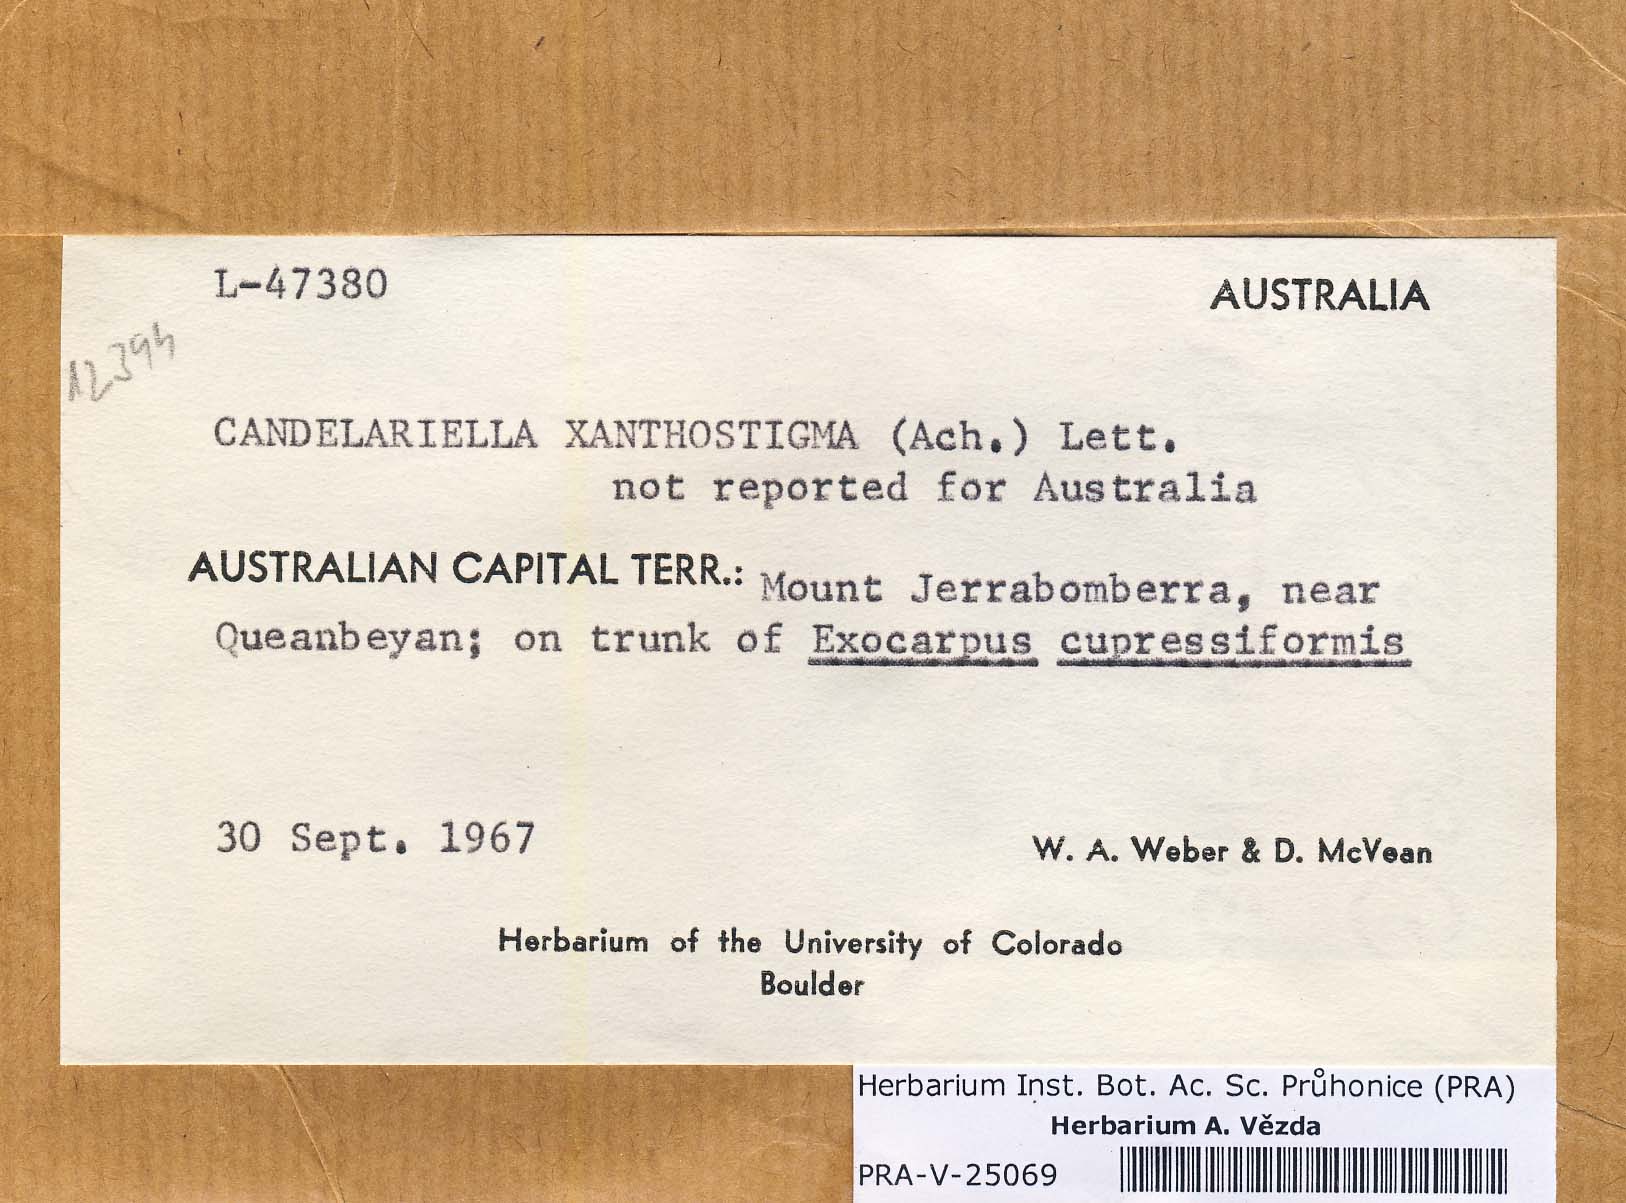 L-47380
AUSTRALIA
CANDELARIELLA XANTHOSTIGMA (Ach.) Lett.
not reported for Australia
AUSTRALIAN CAPITAL TERR.: Mount Jerrabomberra, near
Queanbeyan; on trunk of Exocarpus cupressiformis
30 Sept. 1967
W. A. Weber & D. McVean
Herbarium of the University of Colorado
Boulder
Herbarium Inst. Bot. Ac. Sc. Průhonice (PRA)
Herbarium A. Vězda
PRA-V-25069